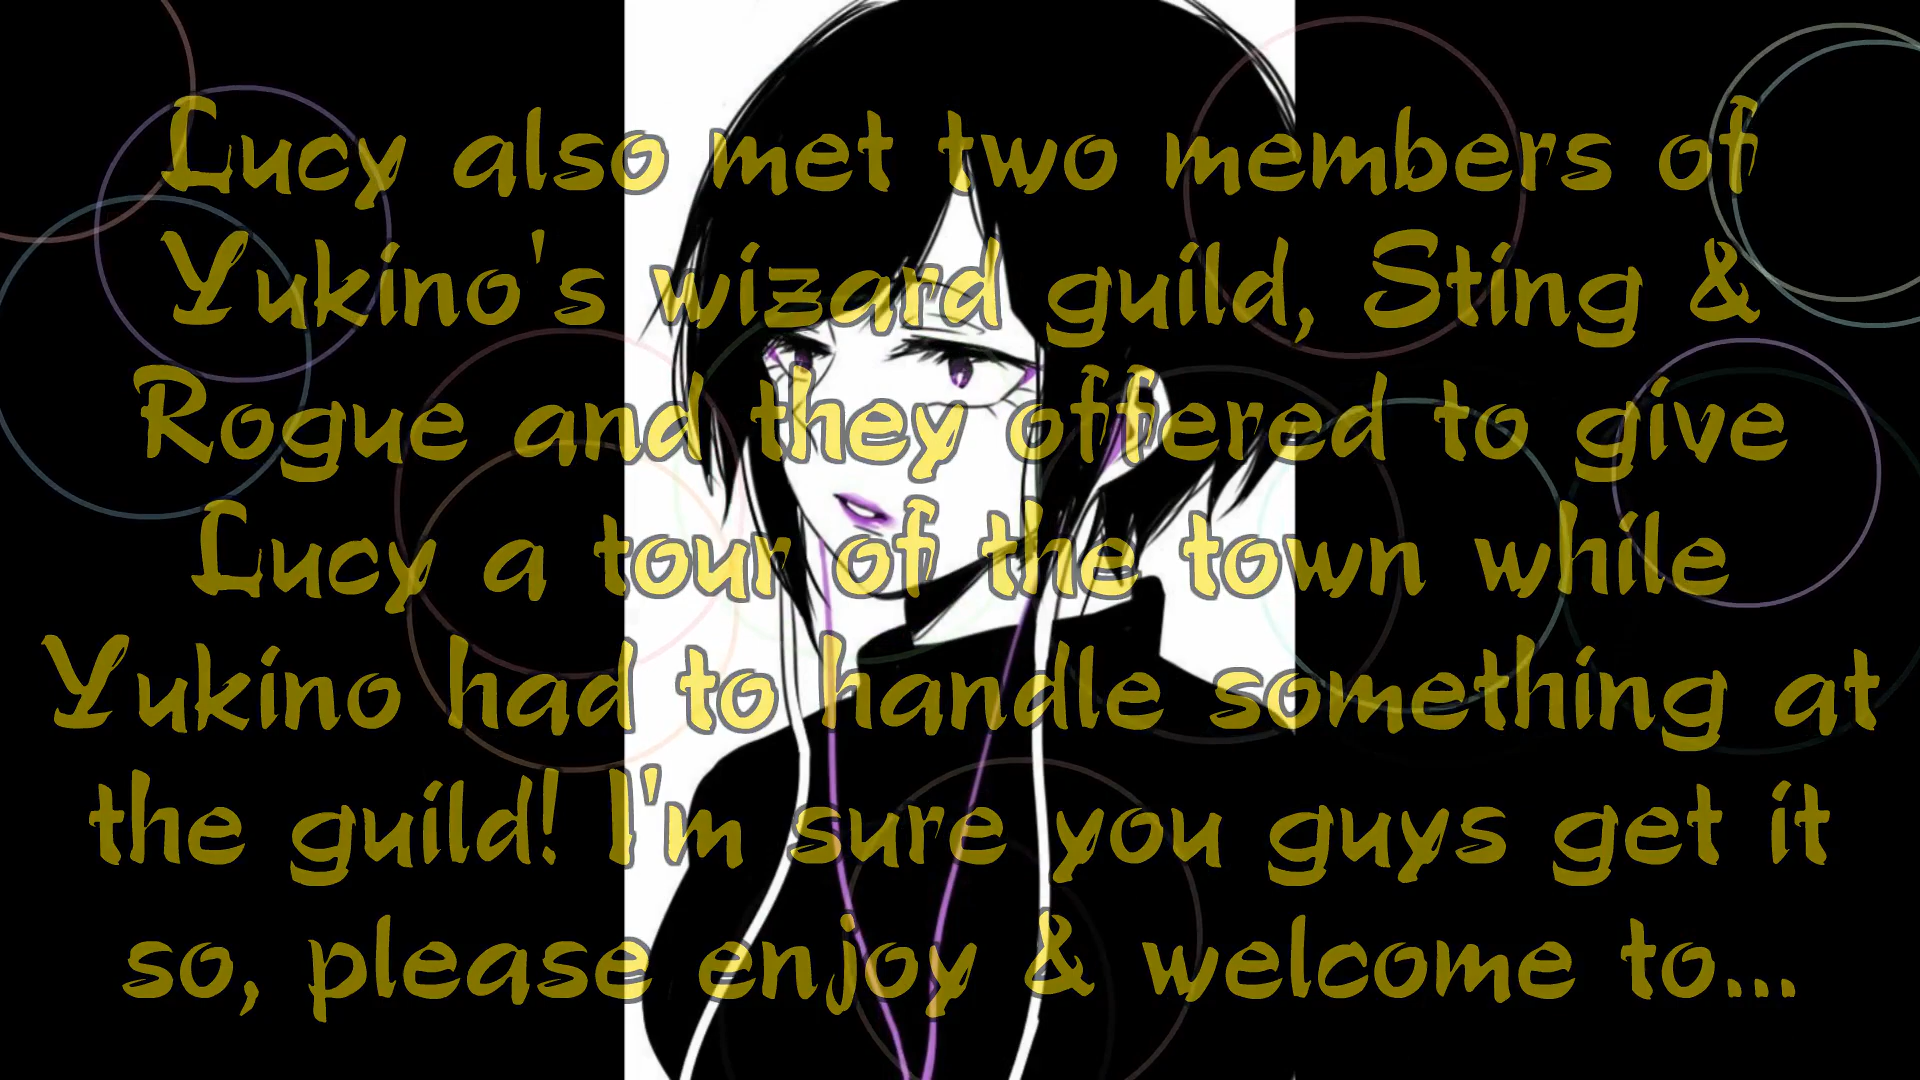 Lucy also met two members of
Yukino's wizard guild, Sting &
Rogue and they offered to give
Lucy a tour of the town while
Yukino had to handle something at
the guild! I'm sure you guys get it
so, please enjoy & welcome to...